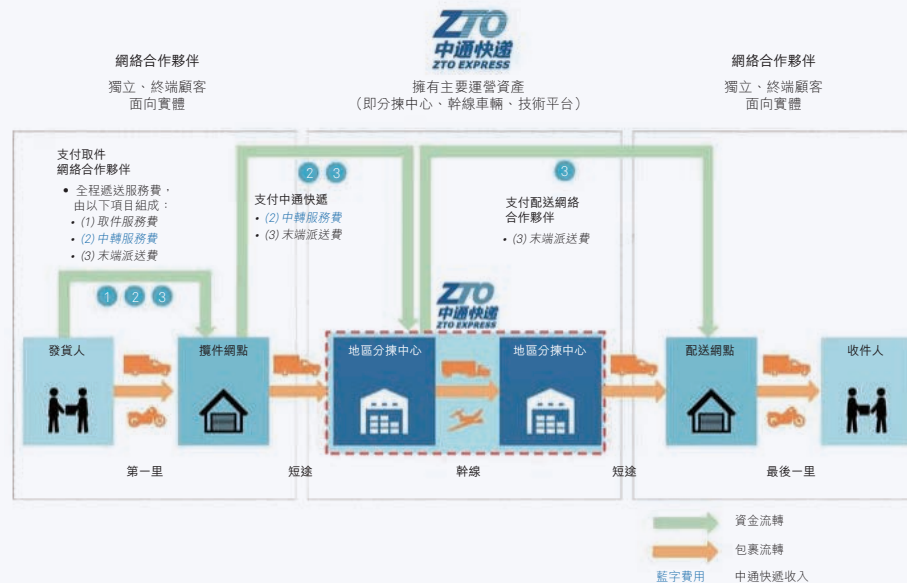 ZTO
中通快递
ZTO EXPRESS
網絡合作夥伴
獨立、終端顧客
面向實體
擁有主要運營資產
（即分揀中心、幹線車輛、技術平台）
網絡合作夥伴
獨立、終端顧客
面向實體
支付取件
網絡合作夥伴
• 全程遞送服務費，
由以下項目組成：
• (1) 取件服務費
• (2) 中轉服務費
• (3) 末端派送費
2 3
支付中通快遞
• (2) 中轉服務費
• (3) 末端派送費
3
支付配送網絡
合作夥伴
• (3) 末端派送費
1 2 3
ZTO
中通快递
ZTO EXPRESS
發貨人
攬件網點
地區分揀中心
地區分揀中心
配送網點
收件人
第一里
短途
幹線
短途
最後一里
資金流轉
包裹流轉
藍字費用 中通快遞收入